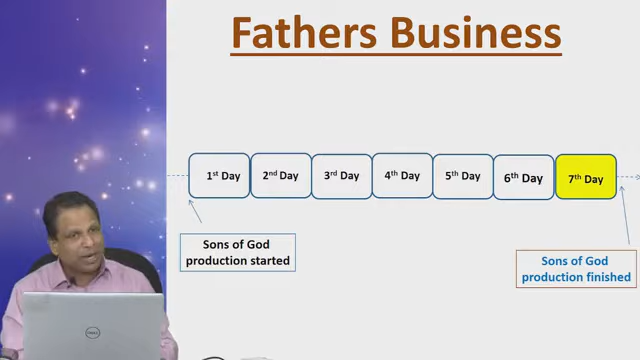 Fathers Business
1st Day 2nd Day 3rd Day 4th Day 5th Day 6th Day 7th Day
Sons of God
production started
Sons of God
production finished
DELL